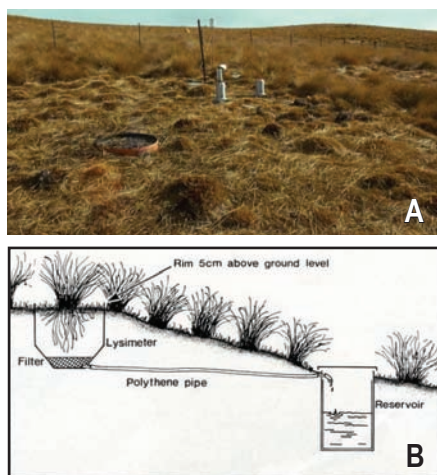 A
Rim 5cm above ground level
Lysimeter
Filter
Polythene pipe
Reservoir
B